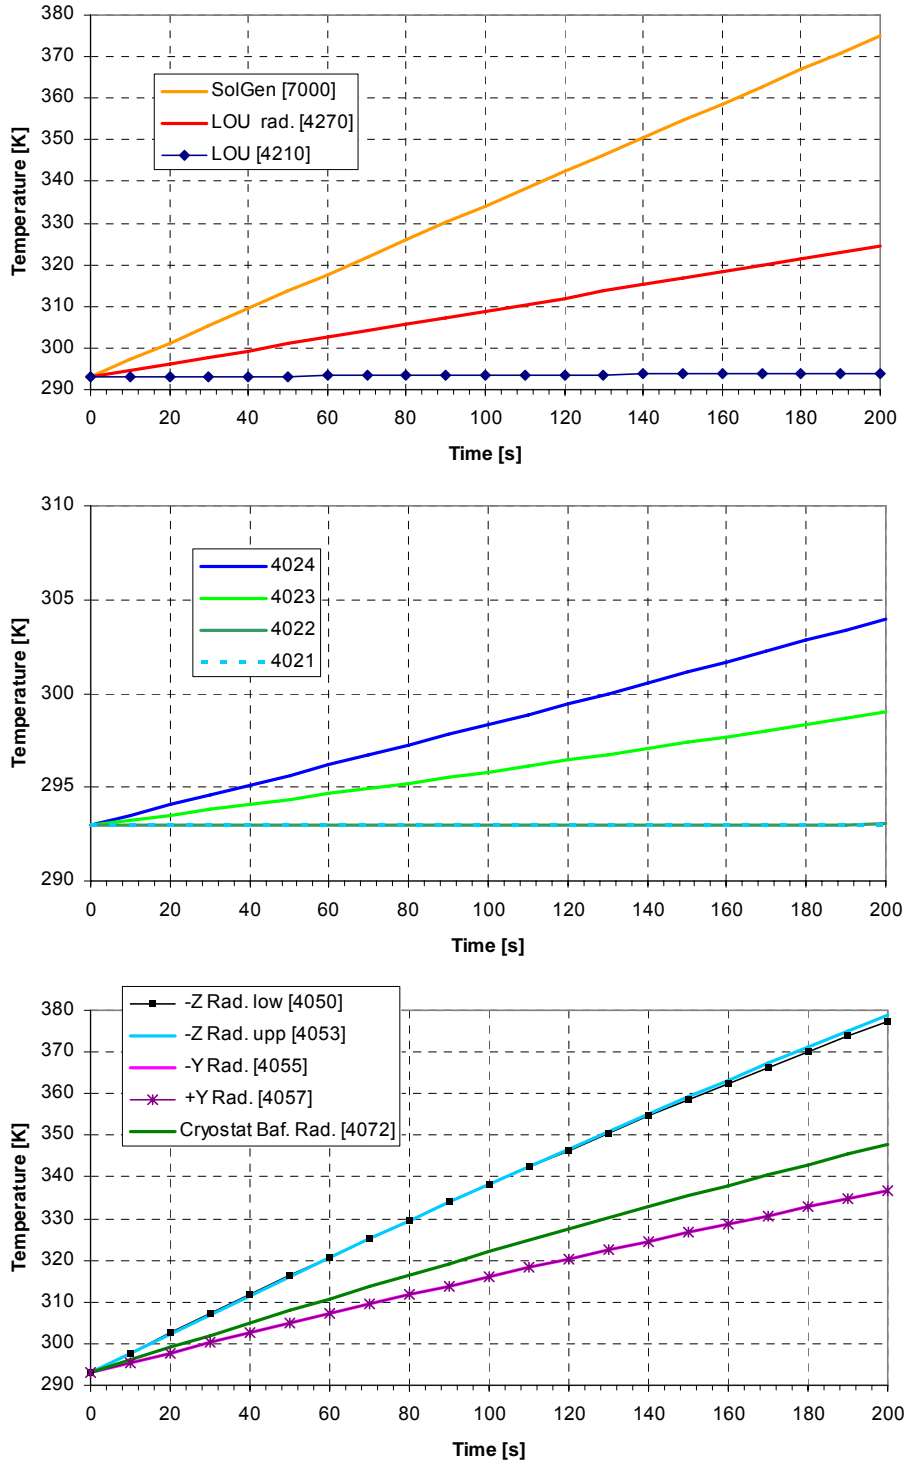 380
370
360
350
340
330
320
310
300
290
Temperature [K]
SolGen [7000]
LOU rad. [4270]
LOU [4210]
0 20 40 60 80 100 120 140 160 180 200
Time [s]
310
305
300
295
290
Temperature [K]
4024
4023
4022
4021
0 20 40 60 80 100 120 140 160 180 200
Time [s]
-Z Rad. low [4050]
-Z Rad. upp [4053]
-Y Rad. [4055]
+Y Rad. [4057]
Cryostat Baf. Rad. [4072]
380
370
360
350
340
330
320
310
300
290
Temperature [K]
0 20 40 60 80 100 120 140 160 180 200
Time [s]